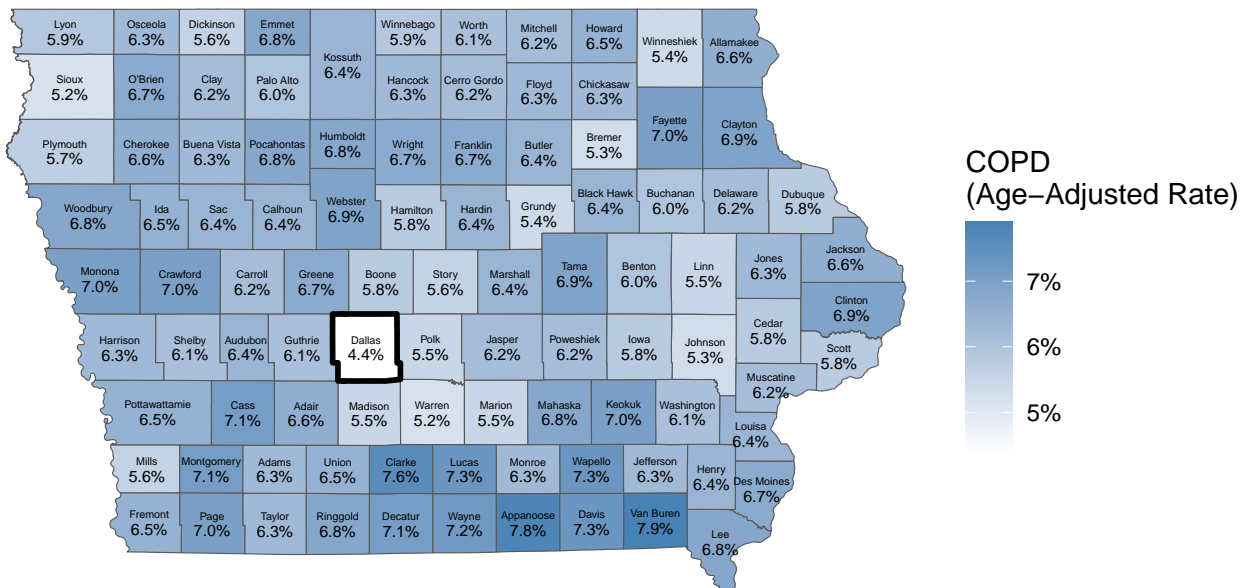 Lyon
5.9%
Osceola
6.3%
Dickinson
5.6%
Emmet
6.8%
Kossuth
6.4%
Winnebago
5.9%
Worth
6.1%
Mitchell
6.2%
Howard
6.5%
Winneshiek
5.4%
Allamakee
6.6%
Sioux
5.2%
O'Brien
6.7%
Clay
6.2%
Palo Alto
6.0%
Hancock
6.3%
Cerro Gordo
6.2%
Floyd
6.3%
Chickasaw
6.3%
Fayette
7.0%
Clayton
6.9%
Plymouth
5.7%
Cherokee
6.6%
Buena Vista
6.3%
Pocahontas
6.8%
Humboldt
6.8%
Wright
6.7%
Franklin
6.7%
Butler
6.4%
Bremer
5.3%
Woodbury
6.8%
Ida
6.5%
Sac
6.4%
Calhoun
6.4%
Webster
6.9%
Hamilton
5.8%
Hardin
6.4%
Grundy
5.4%
Black Hawk
6.4%
Buchanan
6.0%
Delaware
6.2%
Dubuque
5.8%
Monona
7.0%
Crawford
7.0%
Carroll
6.2%
Greene
6.7%
Boone
5.8%
Story
5.6%
Marshall
6.4%
Tama
6.9%
Benton
6.0%
Linn
5.5%
Jones
6.3%
Jackson
6.6%
Clinton
6.9%
Harrison
6.3%
Shelby
6.1%
Audubon
6.4%
Guthrie
6.1%
Dallas
4.4%
Polk
5.5%
Jasper
6.2%
Poweshiek
6.2%
Iowa
5.8%
Johnson
5.3%
Cedar
5.8%
Scott
5.8%
Muscatine
6.2%
Pottawattamie
6.5%
Cass
7.1%
Adair
6.6%
Madison
5.5%
Warren
5.2%
Marion
5.5%
Mahaska
6.8%
Keokuk
7.0%
Washington
6.1%
Louisa
6.4%
Mills
5.6%
Montgomery
7.1%
Adams
6.3%
Union
6.5%
Clarke
7.6%
Lucas
7.3%
Monroe
6.3%
Wapello
7.3%
Jefferson
6.3%
Henry
6.4%
Des Moines
6.7%
Fremont
6.5%
Page
7.0%
Taylor
6.3%
Ringgold
6.8%
Decatur
7.1%
Wayne
7.2%
Appanoose
7.8%
Davis
7.3%
Van Buren
7.9%
Lee
6.8%
COPD
(Age−Adjusted Rate)
7%
6%
5%